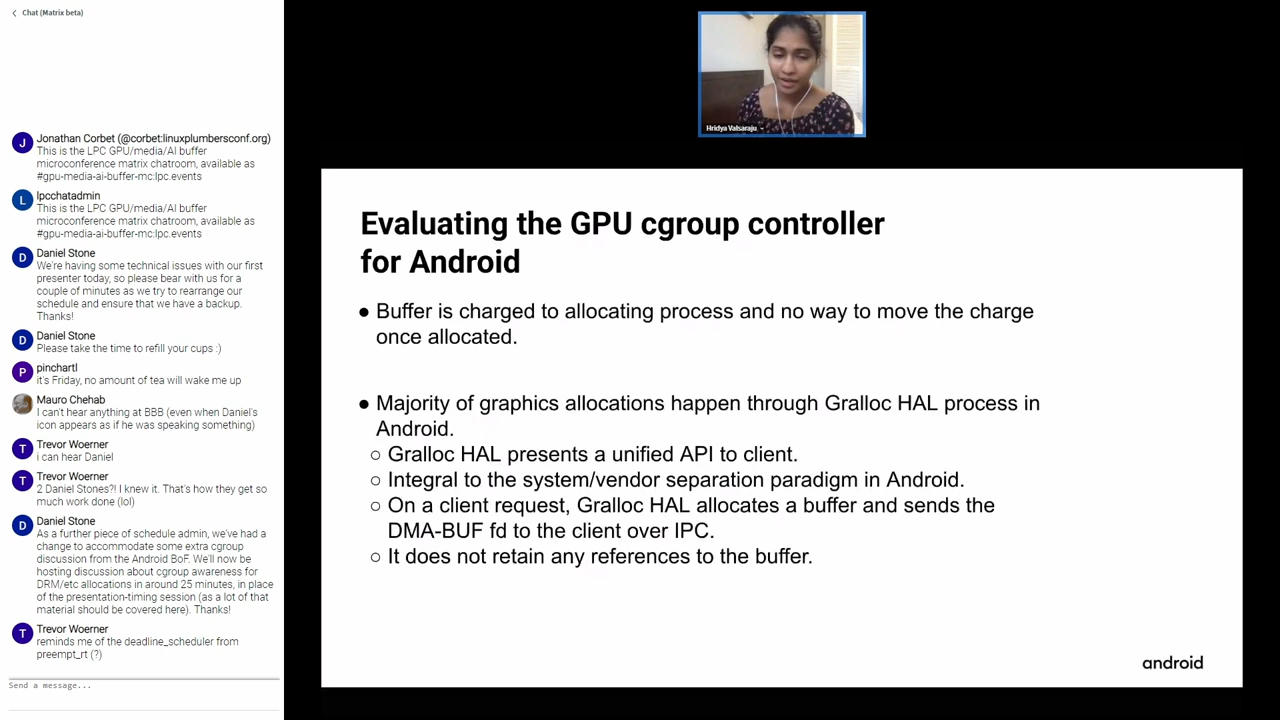 Chat (Matrix beta)
J
Jonathan Corbet (@corbet:linuxplumbersconf.org)
This is the LPC GPU/media/AI buffer
microconference matrix chatroom, available as
#gpu-media-ai-buffer-mc:lpc.events
L
lpcchatadmin
This is the LPC GPU/media/AI buffer
microconference matrix chatroom, available as
#gpu-media-ai-buffer-mc:lpc.events
D
Daniel Stone
We're having some technical issues with our first
presenter today, so please bear with us for a
couple of minutes as we try to rearrange our
schedule and ensure that we have a backup.
Thanks!
D
Daniel Stone
Please take the time to refill your cups :)
P
pinchartl
it's Friday, no amount of tea will wake me up
Mauro Chehab
I can't hear anything at BBB (even when Daniel's
icon appears as if he was speaking something)
T
Trevor Woerner
i can hear Daniel
T
Trevor Woerner
2 Daniel Stones?! I knew it. That's how they get so
much work done (lol)
D
Daniel Stone
As a further piece of schedule admin, we've had a
change to accommodate some extra cgroup
discussion from the Android BoF. We'll now be
hosting discussion about cgroup awareness for
DRM/etc allocations in around 25 minutes, in place
of the presentation-timing session (as a lot of that
material should be covered here). Thanks!
T
Trevor Woerner
reminds me of the deadline_scheduler from
preempt_rt (?)
Send a message...
Hridya Valsaraju
Evaluating the GPU cgroup controller
for Android
● Buffer is charged to allocating process and no way to move the charge
once allocated.
● Majority of graphics allocations happen through Gralloc HAL process in
Android.
○ Gralloc HAL presents a unified API to client.
○ Integral to the system/vendor separation paradigm in Android.
○ On a client request, Gralloc HAL allocates a buffer and sends the
DMA-BUF fd to the client over IPC.
○ It does not retain any references to the buffer.
android